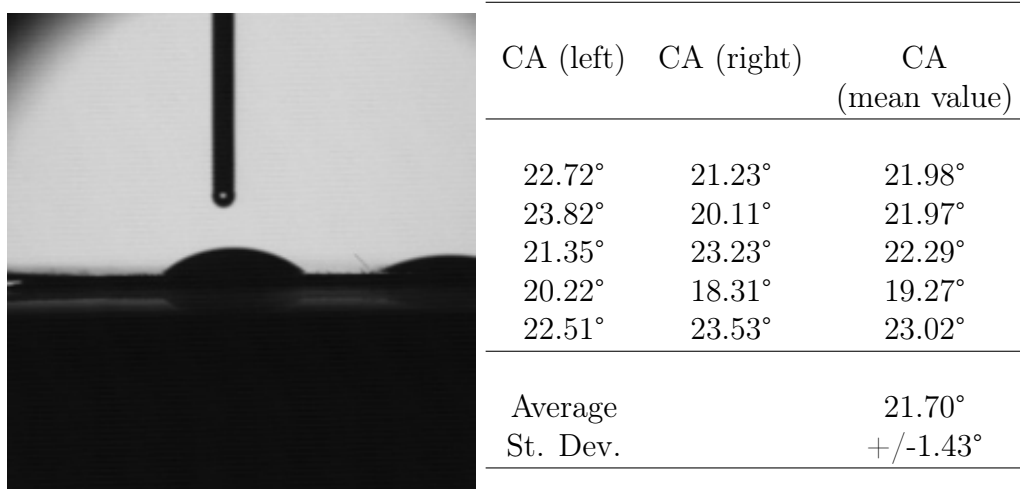 CA (left) CA (right) CA
(mean value)
22.72° 21.23° 21.98°
23.82° 20.11° 21.97°
21.35° 23.23° 22.29°
20.22° 18.31° 19.27°
22.51° 23.53° 23.02°
Average 21.70°
St. Dev. +/-1.43°